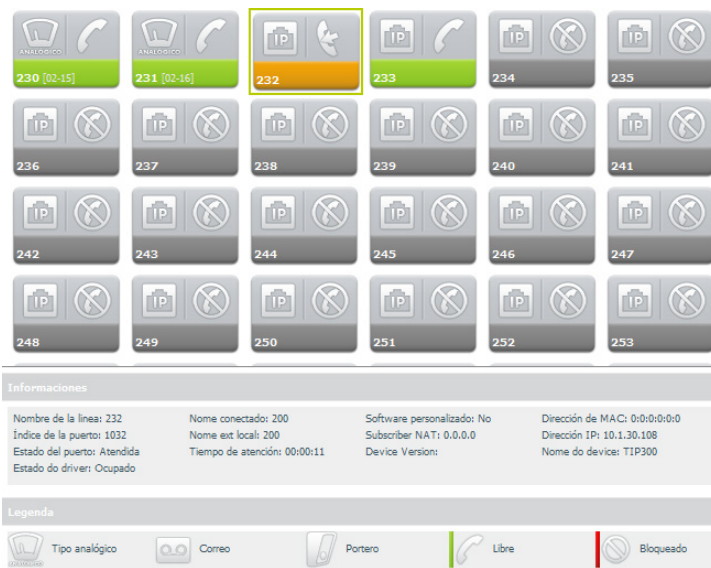 ANALÓGICO ANALÓGICO IP IP IP IP
230 [02-15] 231 [02-16] 232 233 234 235
IP IP IP IP IP IP
236 237 238 239 240 241
IP IP IP IP IP IP
242 243 244 245 246 247
IP IP IP IP IP IP
248 249 250 251 252 253
Informaciones
Nombre de la linea: 232 Nome conectado: 200 Software personalizado: No Dirección de MAC: 0:0:0:0:0:0
Índice de la puerto: 1032 Nome ext local: 200 Subscriber NAT: 0.0.0.0 Dirección IP: 10.1.30.108
Estado del puerto: Atendida Tiempo de atención: 00:00:11 Device Version: Nome do device: TIP300
Estado do driver: Ocupado
Legenda
ANALÓGICO Tipo analógico Correo Portero Libre Bloqueado